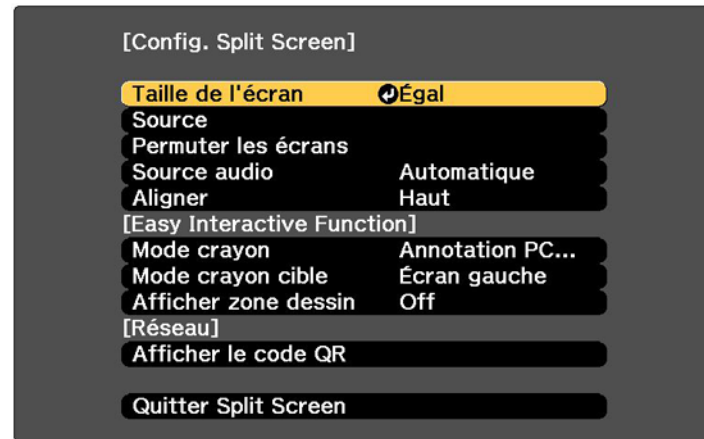 [Config. Split Screen]
Taille de l'écran Égal
Source
Permuter les écrans
Source audio Automatique
Aligner Haut
[Easy Interactive Function]
Mode crayon Annotation PC...
Mode crayon cible Écran gauche
Afficher zone dessin Off
[Réseau]
Afficher le code QR
Quitter Split Screen